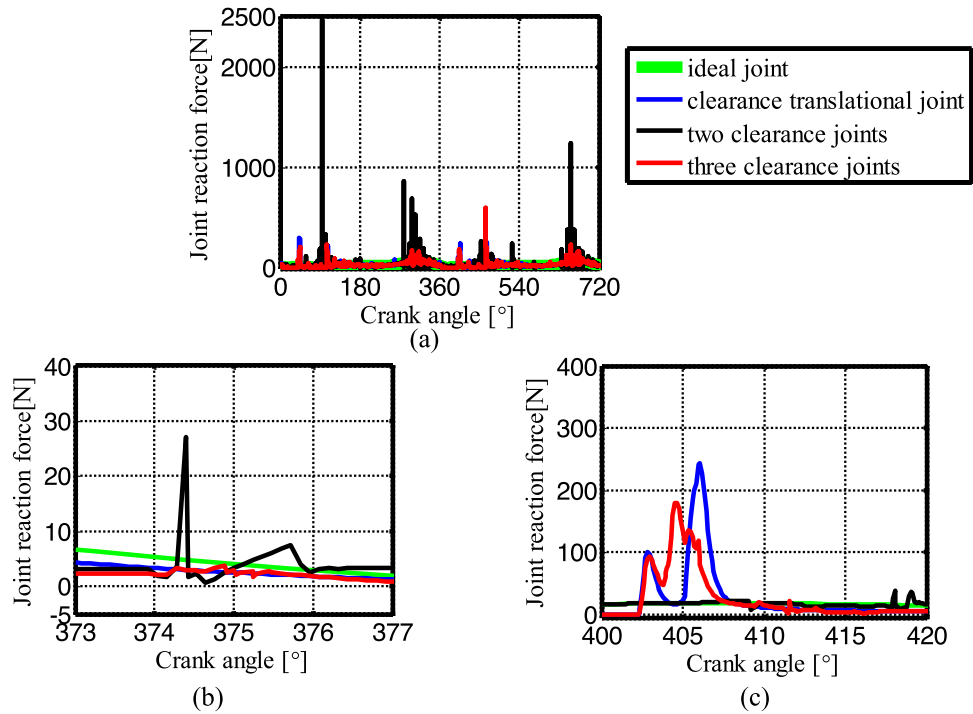 Joint reaction force[N]
2500
2000
1000
0
0 180 360 540 720
Crank angle [°]
(a)
ideal joint
clearance translational joint
two clearance joints
three clearance joints
Joint reaction force[N]
40
30
20
10
5
0
-5
373 374 375 376 377
Crank angle [°]
(b)
Joint reaction force[N]
400
300
200
100
0
400 405 410 415 420
Crank angle [°]
(c)